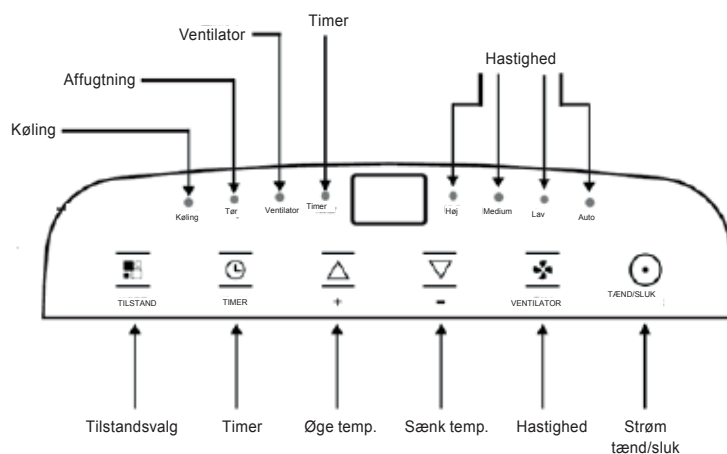 Timer
Ventilator
Hastighed
Affugtning
Køling
Køling
Tør
Ventilator
Timer
Høj
Medium
Lav
Auto
TILSTAND
TIMER
+
-
VENTILATOR
TÆND/SLUK
Tilstandsvalg
Timer
Øge temp.
Sænk temp.
Hastighed
Strøm
tænd/sluk